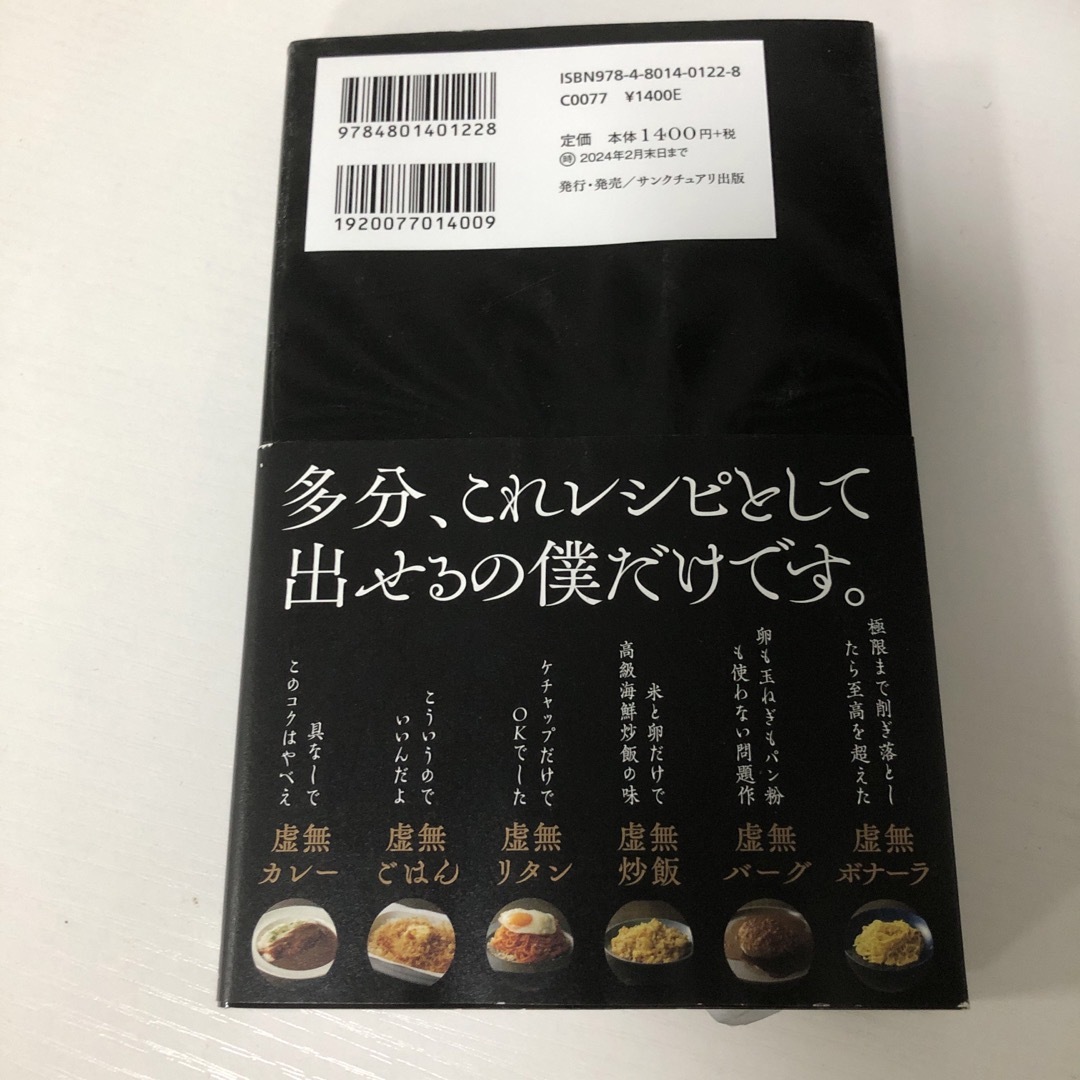 ISBN978-4-8014-0122-8
C0077 ¥1400E
9784801401228
定価 本体1400円+税
時 2024年2月末日まで
1920077014009
発行・発売/サンクチュアリ出版
多分、これレシピとして
出せるの僕だけです。
極限まで削ぎ落とし
たら至高を超えた
虚無
ボナーラ
卵も玉ねぎもパン粉
も使わない問題作
虚無
バーグ
米と卵だけで
高級海鮮炒飯の味
虚無
炒飯
ケチャップだけで
OKでした
虚無
リタン
こういうので
いいんだよ
虚無
ごはん
具なしで
このコクはやべえ
虚無
カレー